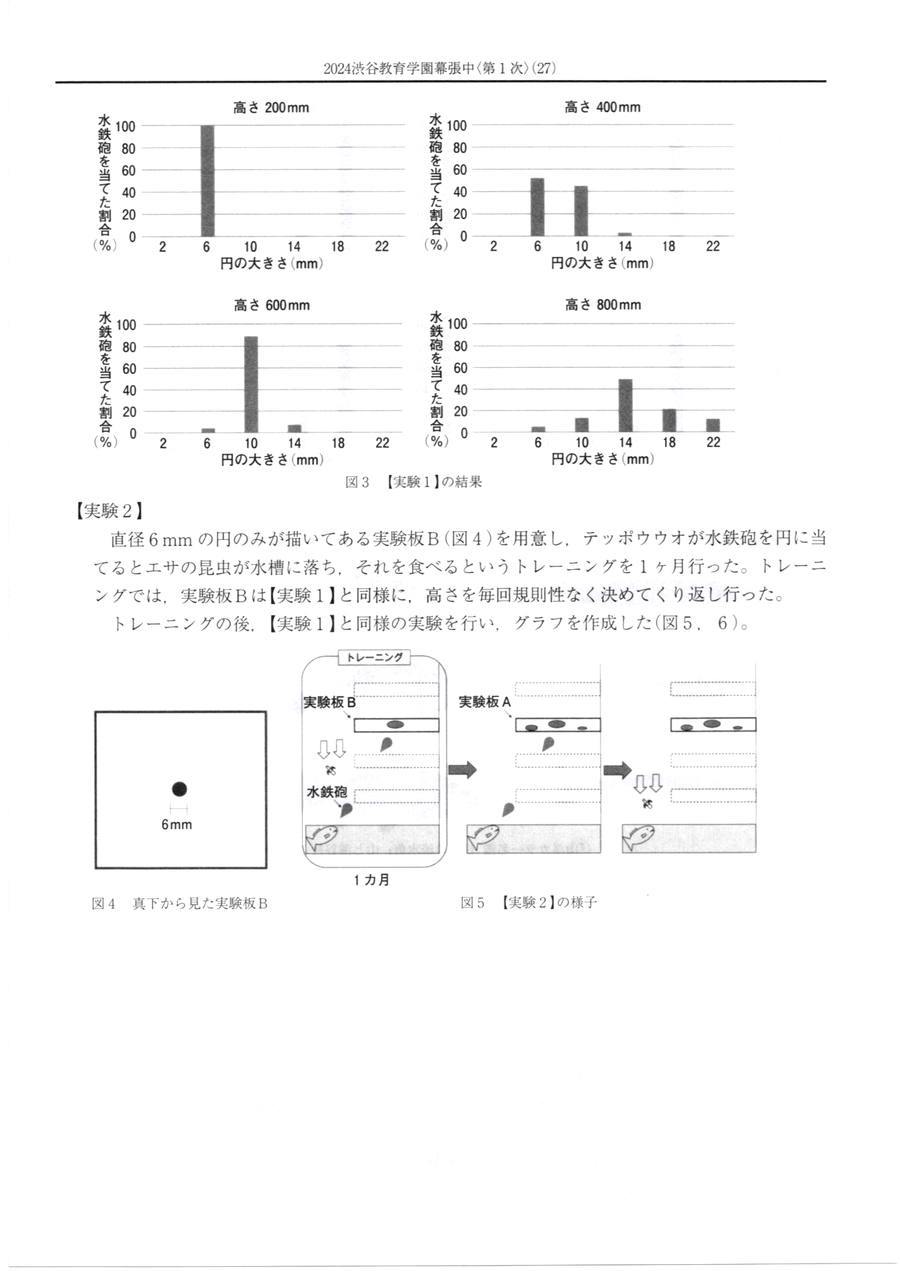 2024渋谷教育学園幕張中〈第1次〉(27)
高さ 200mm
水鉄砲を当てた割合(%)
100
80
60
40
20
0
2 6 10 14 18 22
円の大きさ(mm)
高さ 400mm
水鉄砲を当てた割合(%)
100
80
60
40
20
0
2 6 10 14 18 22
円の大きさ(mm)
高さ 600mm
水鉄砲を当てた割合(%)
100
80
60
40
20
0
2 6 10 14 18 22
円の大きさ(mm)
高さ 800mm
水鉄砲を当てた割合(%)
100
80
60
40
20
0
2 6 10 14 18 22
円の大きさ(mm)
図3 【実験1】の結果
【実験2】
直径6mmの円のみが描いてある実験板B(図4)を用意し，テッポウウオが水鉄砲を円に当
てるとエサの昆虫が水槽に落ち，それを食べるというトレーニングを1ヶ月行った。トレーニ
ングでは，実験板Bは【実験1】と同様に，高さを毎回規則性なく決めてくり返し行った。
トレーニングの後，【実験1】と同様の実験を行い，グラフを作成した(図5，6)。
6mm
図4 真下から見た実験板B
トレーニング
実験板B
水鉄砲
1カ月
実験板A
図5 【実験2】の様子